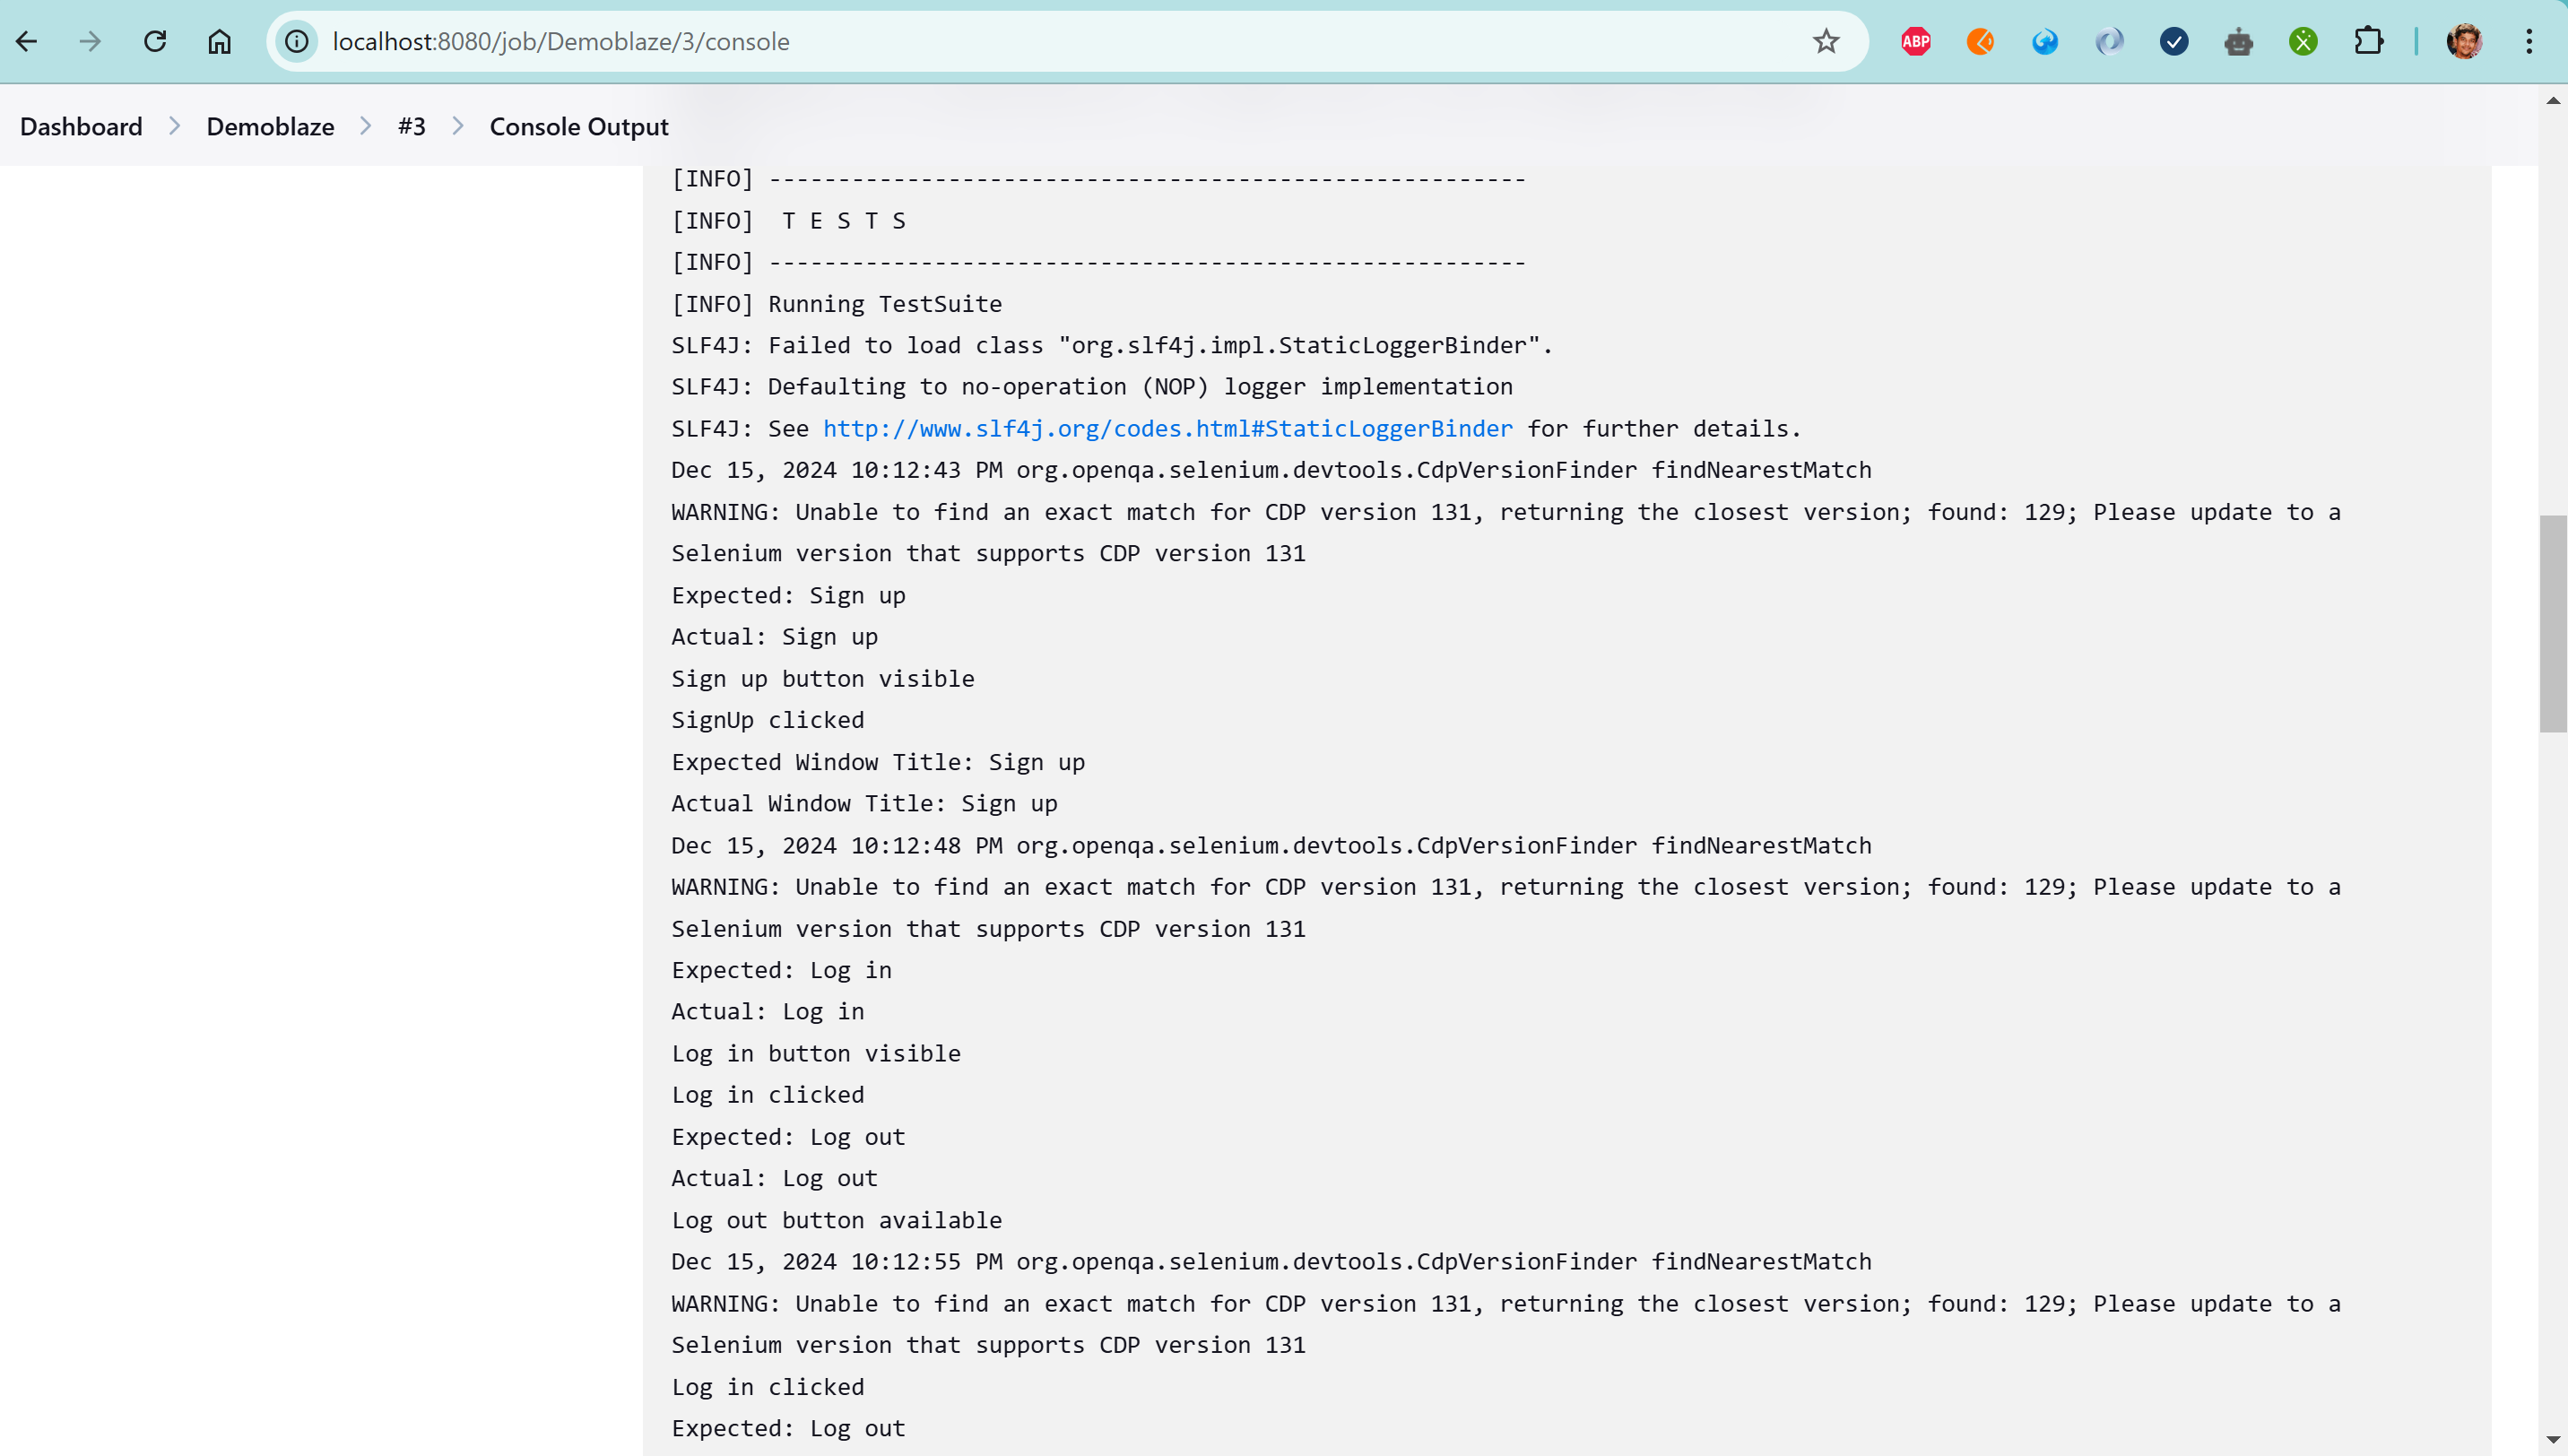 localhost:8080/job/Demoblaze/3/console
ABP
Dashboard > Demoblaze > #3 > Console Output
[INFO] -------------------------------------------------------
[INFO]  T E S T S
[INFO] -------------------------------------------------------
[INFO] Running TestSuite
SLF4J: Failed to load class "org.slf4j.impl.StaticLoggerBinder".
SLF4J: Defaulting to no-operation (NOP) logger implementation
SLF4J: See http://www.slf4j.org/codes.html#StaticLoggerBinder for further details.
Dec 15, 2024 10:12:43 PM org.openqa.selenium.devtools.CdpVersionFinder findNearestMatch
WARNING: Unable to find an exact match for CDP version 131, returning the closest version; found: 129; Please update to a
Selenium version that supports CDP version 131
Expected: Sign up
Actual: Sign up
Sign up button visible
SignUp clicked
Expected Window Title: Sign up
Actual Window Title: Sign up
Dec 15, 2024 10:12:48 PM org.openqa.selenium.devtools.CdpVersionFinder findNearestMatch
WARNING: Unable to find an exact match for CDP version 131, returning the closest version; found: 129; Please update to a
Selenium version that supports CDP version 131
Expected: Log in
Actual: Log in
Log in button visible
Log in clicked
Expected: Log out
Actual: Log out
Log out button available
Dec 15, 2024 10:12:55 PM org.openqa.selenium.devtools.CdpVersionFinder findNearestMatch
WARNING: Unable to find an exact match for CDP version 131, returning the closest version; found: 129; Please update to a
Selenium version that supports CDP version 131
Log in clicked
Expected: Log out